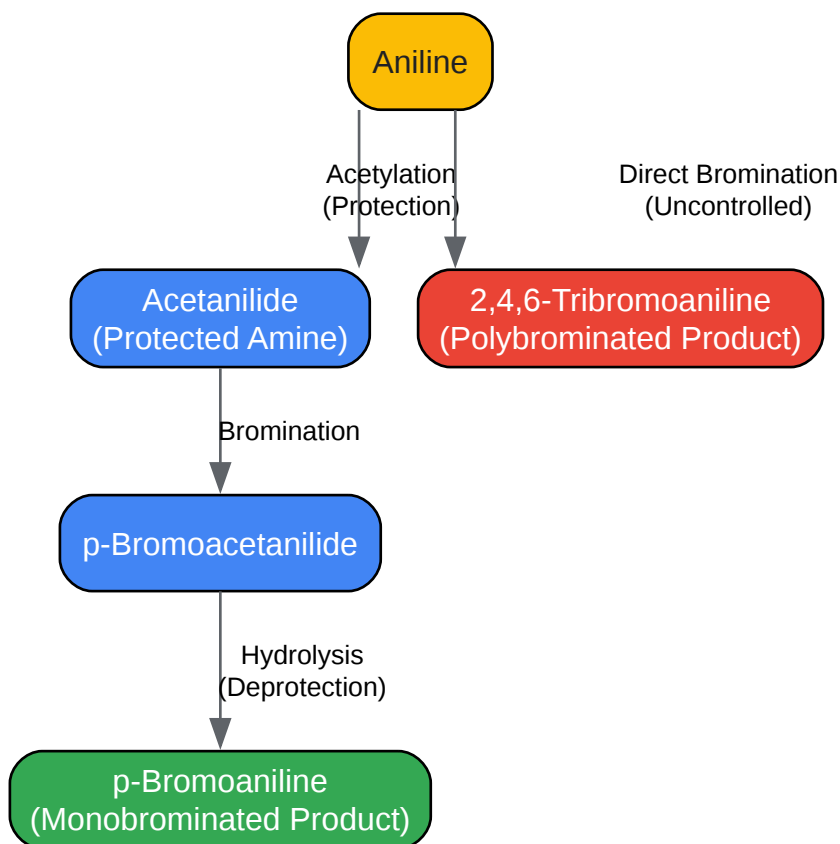 Aniline
Acetylation
(Protection)
Direct Bromination
(Uncontrolled)
Acetanilide
(Protected Amine)
2,4,6-Tribromoaniline
(Polybrominated Product)
Bromination
p-Bromoacetanilide
Hydrolysis
(Deprotection)
p-Bromoaniline
(Monobrominated Product)